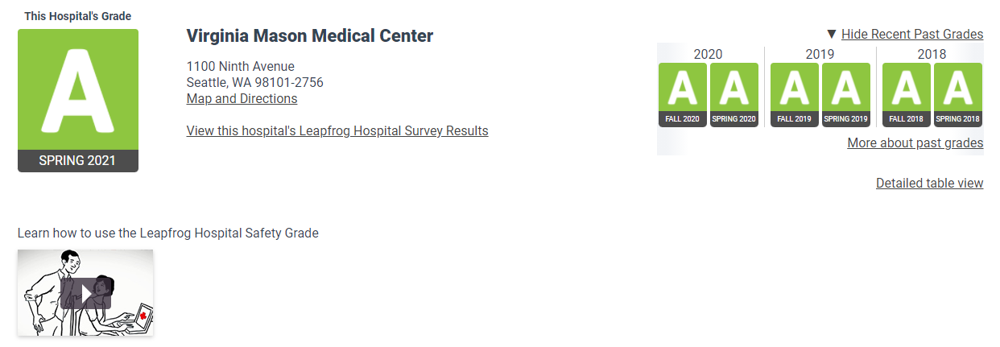 This Hospital's Grade
A
SPRING 2021
Virginia Mason Medical Center
1100 Ninth Avenue
Seattle, WA 98101-2756
Map and Directions
View this hospital's Leapfrog Hospital Survey Results
▼ Hide Recent Past Grades
2020 2019 2018
A A A A A A
FALL 2020 SPRING 2020 FALL 2019 SPRING 2019 FALL 2018 SPRING 2018
More about past grades
Detailed table view
Learn how to use the Leapfrog Hospital Safety Grade